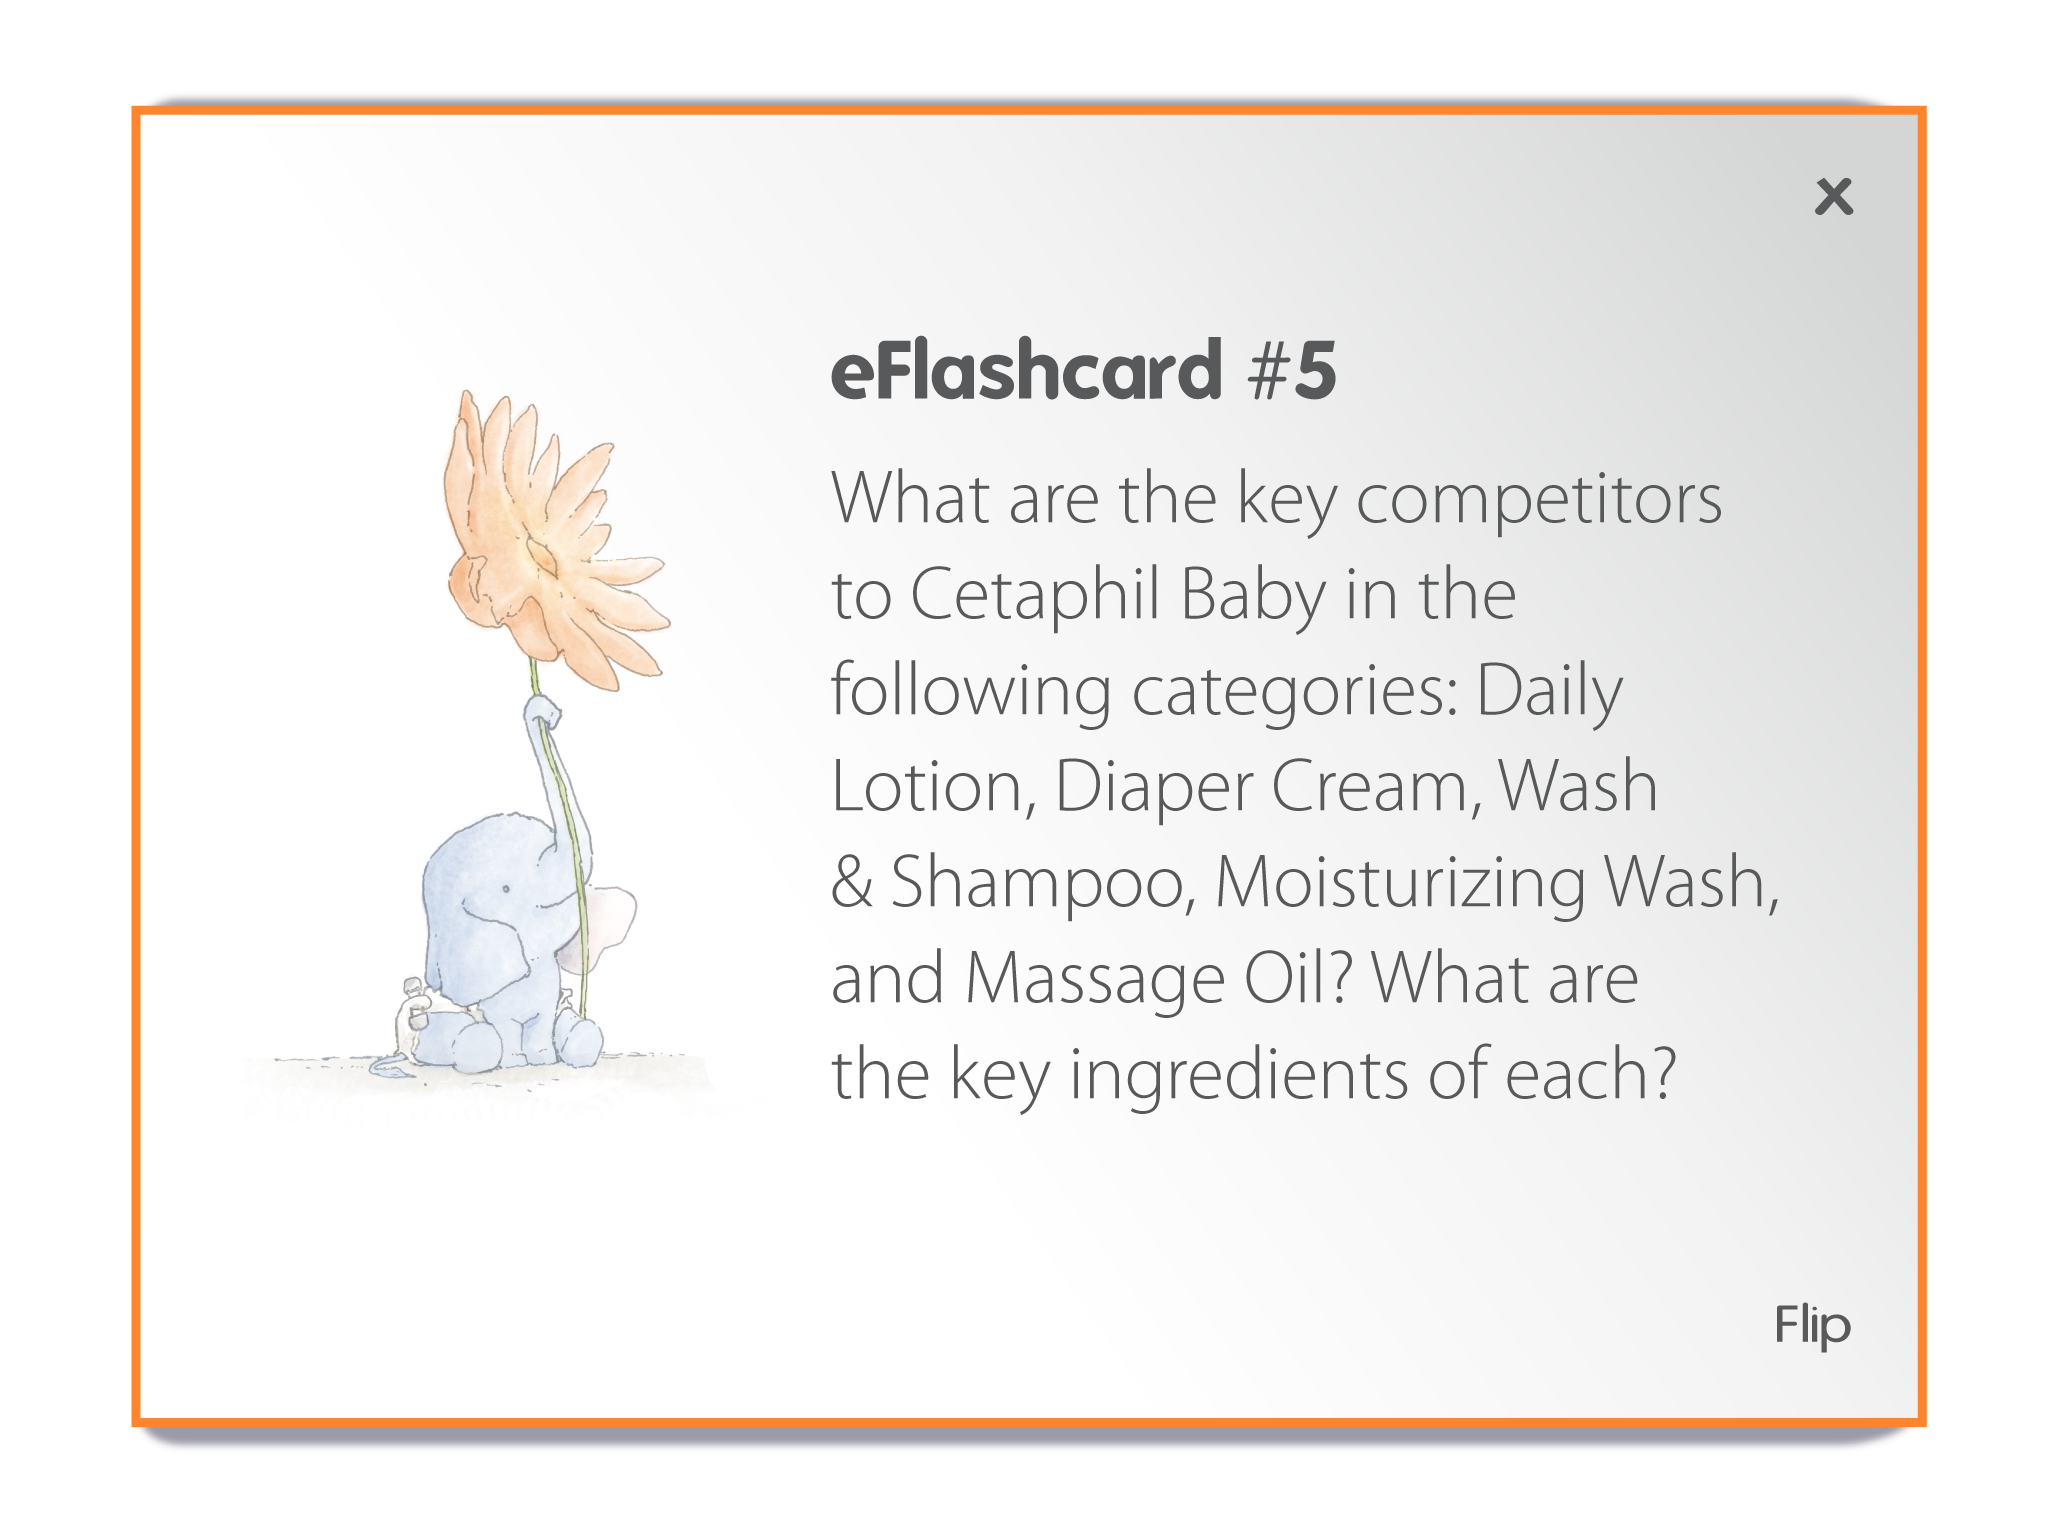 x
eFlashcard #5
What are the key competitors
to Cetaphil Baby in the
following categories: Daily
Lotion, Diaper Cream, Wash
& Shampoo, Moisturizing Wash,
and Massage Oil? What are
the key ingredients of each?
Flip